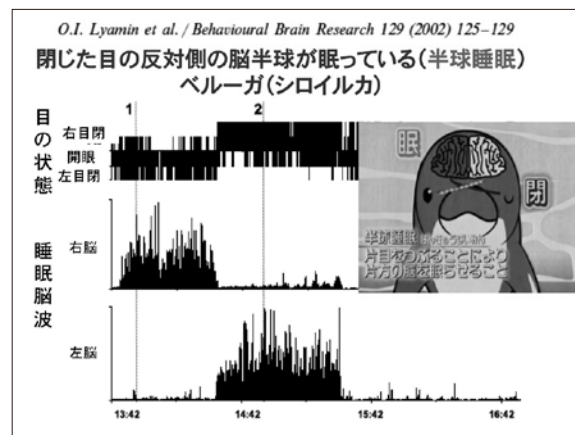 O.I. Lyamin et al. / Behavioural Brain Research 129 (2002) 125–129
閉じた目の反対側の脳半球が眠っている(半球睡眠)
ベルーガ(シロイルカ)
1
2
目の状態
右目閉
開眼
左目閉
眠
閉
半球睡眠
片目をつぶることにより
片方の脳を眠らせること
睡眠脳波
右脳
左脳
13:42
14:42
15:42
16:42